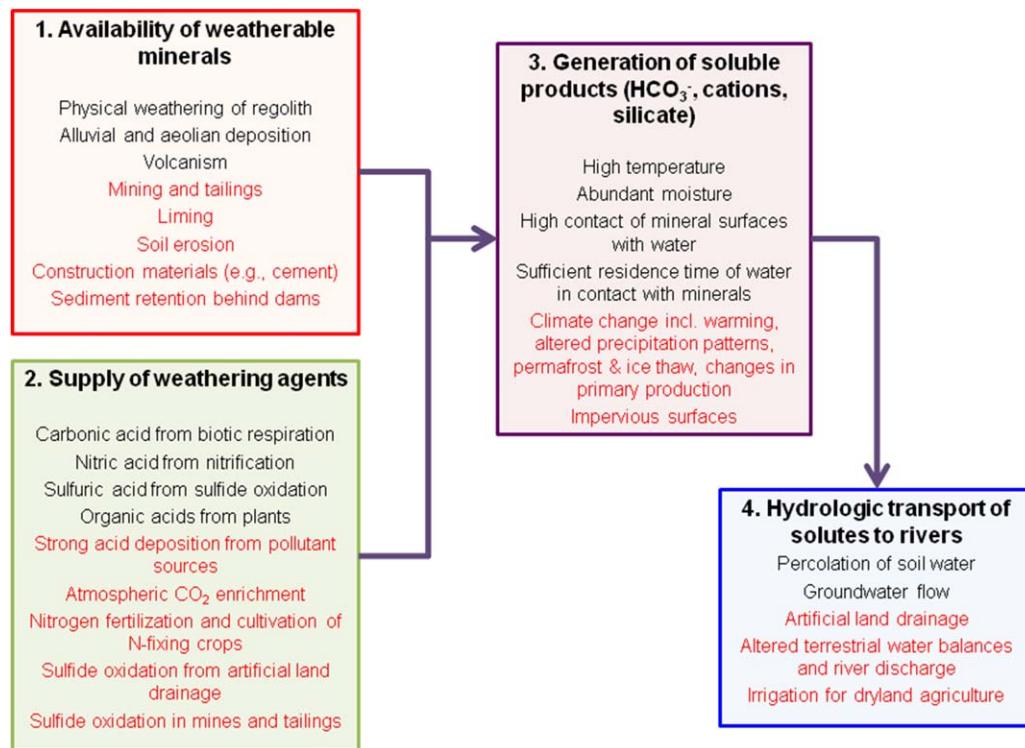 1. Availability of weatherable
minerals
Physical weathering of regolith
Alluvial and aeolian deposition
Volcanism
Mining and tailings
Liming
Soil erosion
Construction materials (e.g., cement)
Sediment retention behind dams
2. Supply of weathering agents
Carbonic acid from biotic respiration
Nitric acid from nitrification
Sulfuric acid from sulfide oxidation
Organic acids from plants
Strong acid deposition from pollutant
sources
Atmospheric CO₂ enrichment
Nitrogen fertilization and cultivation of
N-fixing crops
Sulfide oxidation from artificial land
drainage
Sulfide oxidation in mines and tailings
3. Generation of soluble
products (HCO₃⁻, cations,
silicate)
High temperature
Abundant moisture
High contact of mineral surfaces
with water
Sufficient residence time of water
in contact with minerals
Climate change incl. warming,
altered precipitation patterns,
permafrost & ice thaw, changes in
primary production
Impervious surfaces
4. Hydrologic transport of
solutes to rivers
Percolation of soil water
Groundwater flow
Artificial land drainage
Altered terrestrial water balances
and river discharge
Irrigation for dryland agriculture